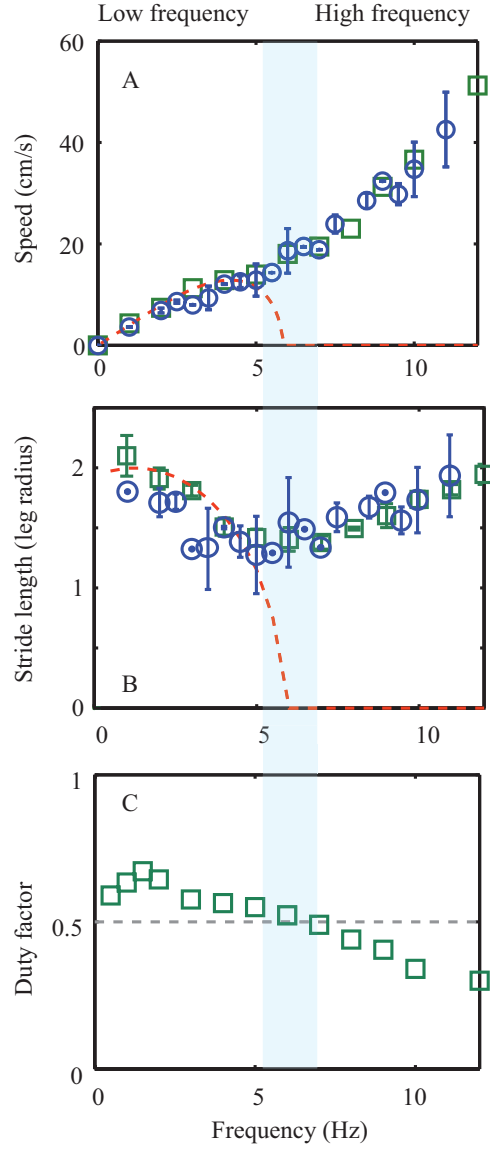 Low frequency High frequency
60
A
40
Speed (cm/s)
20
0
0 5 10
2
Stride length (leg radius)
1
B
0
0 5 10
1
C
Duty factor
0.5
0
0 5 10
Frequency (Hz)